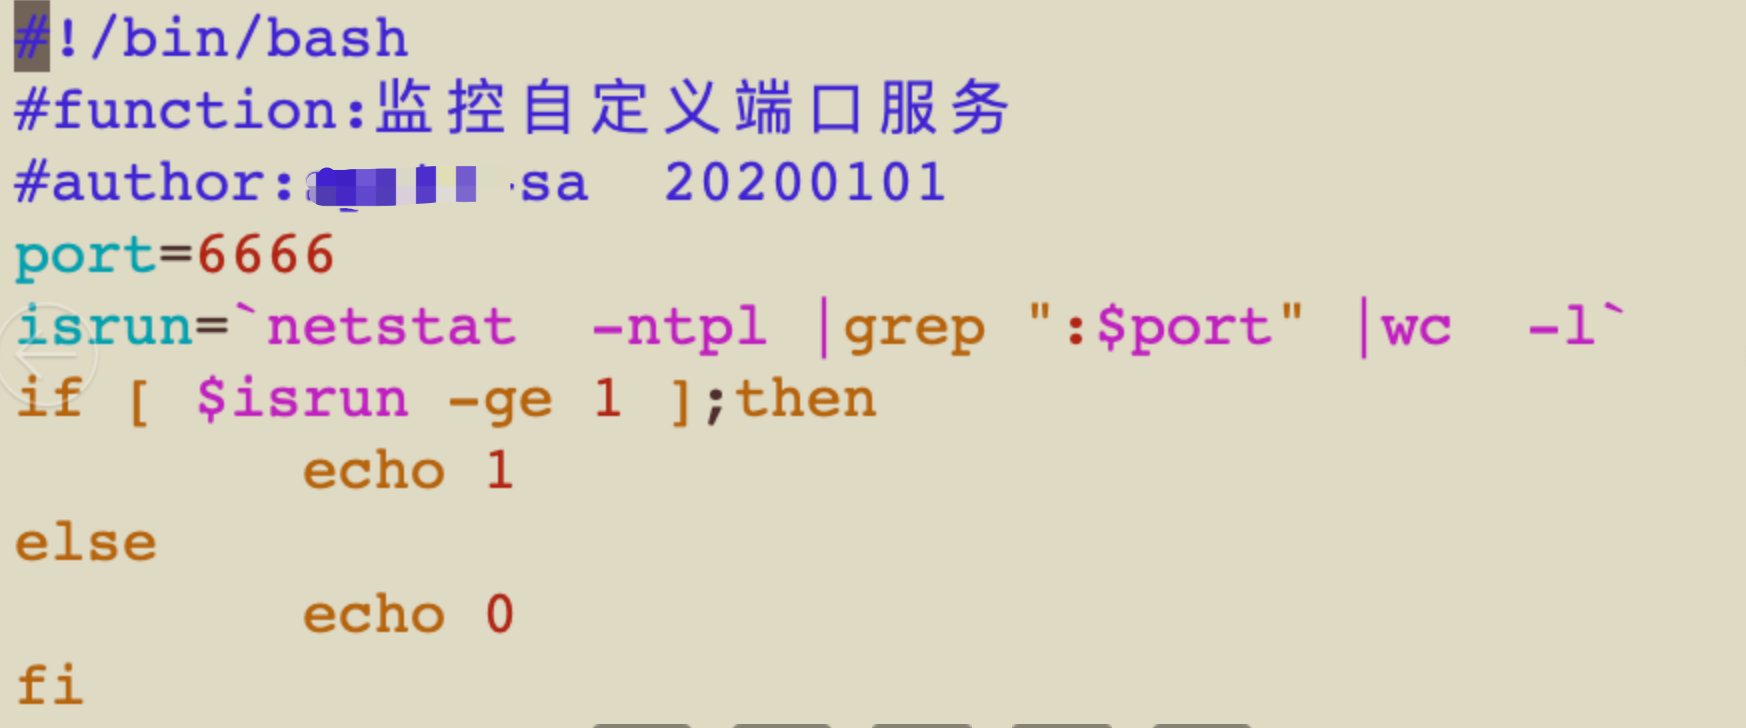 #!/bin/bash
#function:监控自定义端口服务
#author: sa  20200101
port=6666
isrun=`netstat  -ntpl |grep ":$port" |wc  -l`
if [ $isrun -ge 1 ];then
        echo 1
else
        echo 0
fi